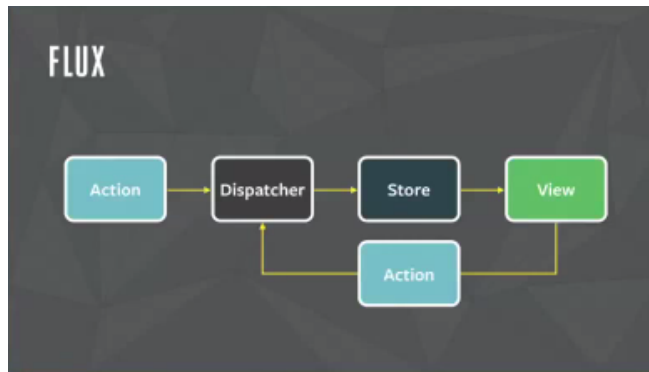 FLUX
Action
Dispatcher
Store
View
Action